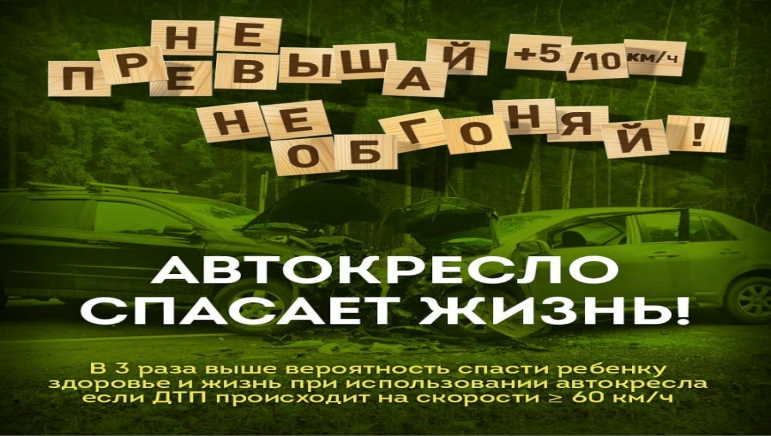 НЕ
ПРЕВЫШАЙ +5/10 км/ч
НЕ
ОБГОНЯЙ!
АВТОКРЕСЛО
СПАСАЕТ ЖИЗНЬ!
В 3 раза выше вероятность спасти ребенку
здоровье и жизнь при использовании автокресла
если ДТП происходит на скорости ≥ 60 км/ч